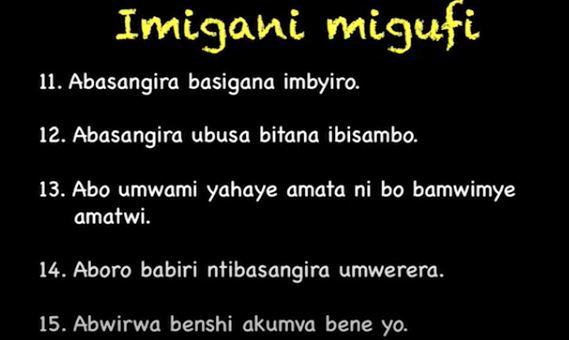 Imigani migufi
11. Abasangira basigana imbyiro.
12. Abasangira ubusa bitana ibisambo.
13. Abo umwami yahaye amata ni bo bamwimye
amatwi.
14. Aboro babiri ntibasangira umwerera.
15. Abwirwa benshi akumva bene yo.